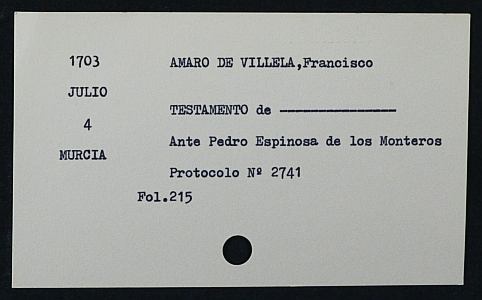 1703
AMARO DE VILLELA,Francisco
JULIO
TESTAMENTO de ---------------
4
Ante Pedro Espinosa de los Monteros
MURCIA
Protocolo Nº 2741
Fol.215